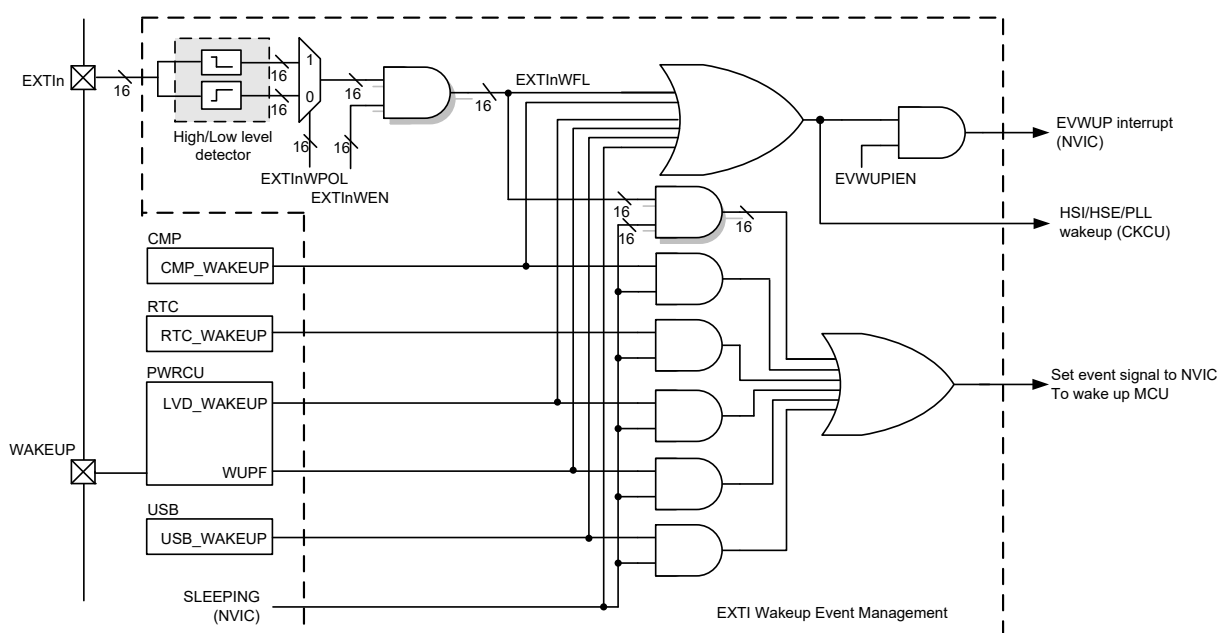 EXTIn
16
High/Low level
detector
16
16
1
0
16
EXTInWPOL
16
16
EXTInWEN
16
EXTInWFL
EVWUPIEN
EVWUP interrupt
(NVIC)
HSI/HSE/PLL
wakeup (CKCU)
16
16
16
CMP
CMP_WAKEUP
RTC
RTC_WAKEUP
PWRCU
LVD_WAKEUP
WAKEUP
WUPF
Set event signal to NVIC
To wake up MCU
USB
USB_WAKEUP
SLEEPING
(NVIC)
EXTI Wakeup Event Management